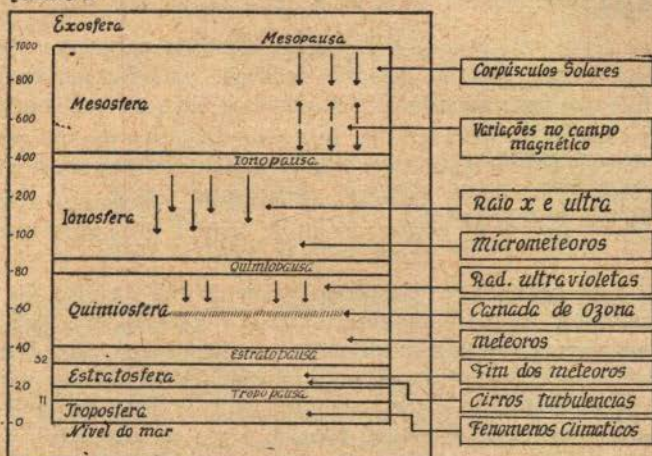 Exosfera
Mesopausa
1000
800
Mesosfera
600
400
Ionopausa
200
Ionosfera
100
Quimiopausa
80
Quimiosfera
60
40
Estratopausa
32
Estratosfera
20
Tropopausa
11
Troposfera
0
Nível do mar
Corpúsculos Solares
Variações no campo
magnético
Raio x e ultra
Micrometeoros
Rad. ultravioletas
Camada de Ozona
meteoros
Fim dos meteoros
Cirros turbulencias
Fenomenos Climaticos